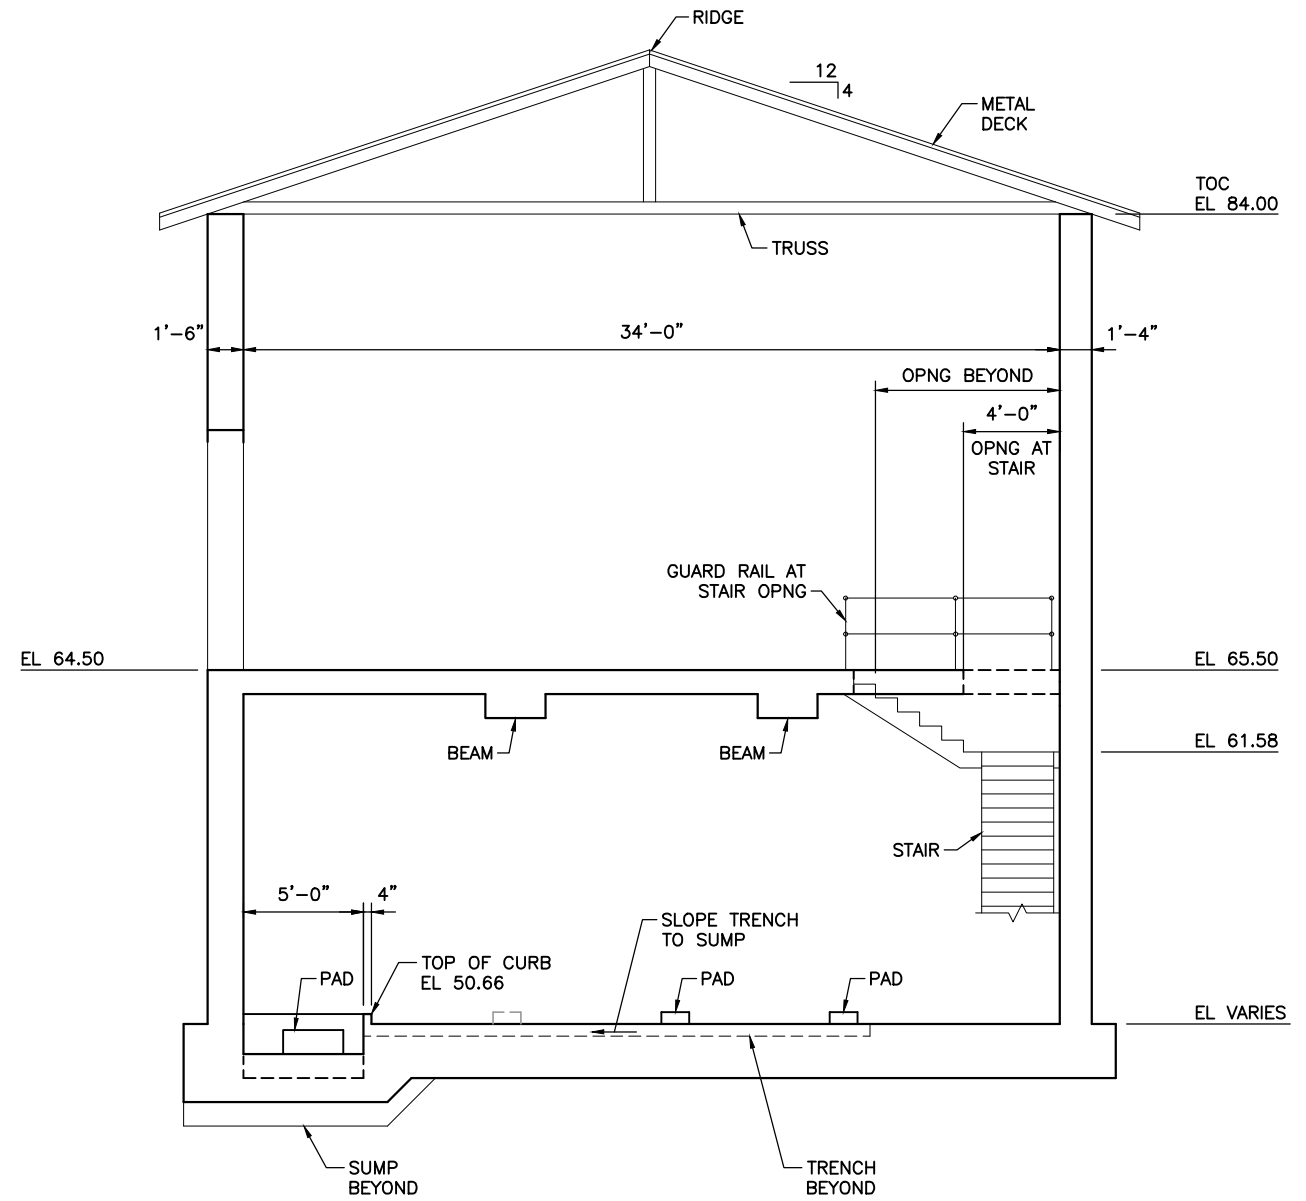 RIDGE
12
4
METAL
DECK
TOC
EL 84.00
TRUSS
1'-6"
34'-0"
1'-4"
OPNG BEYOND
4'-0"
OPNG AT
STAIR
GUARD RAIL AT
STAIR OPNG
EL 64.50
EL 65.50
BEAM
BEAM
EL 61.58
STAIR
5'-0"
4"
SLOPE TRENCH
TO SUMP
TOP OF CURB
EL 50.66
PAD
PAD
PAD
EL VARIES
SUMP
BEYOND
TRENCH
BEYOND